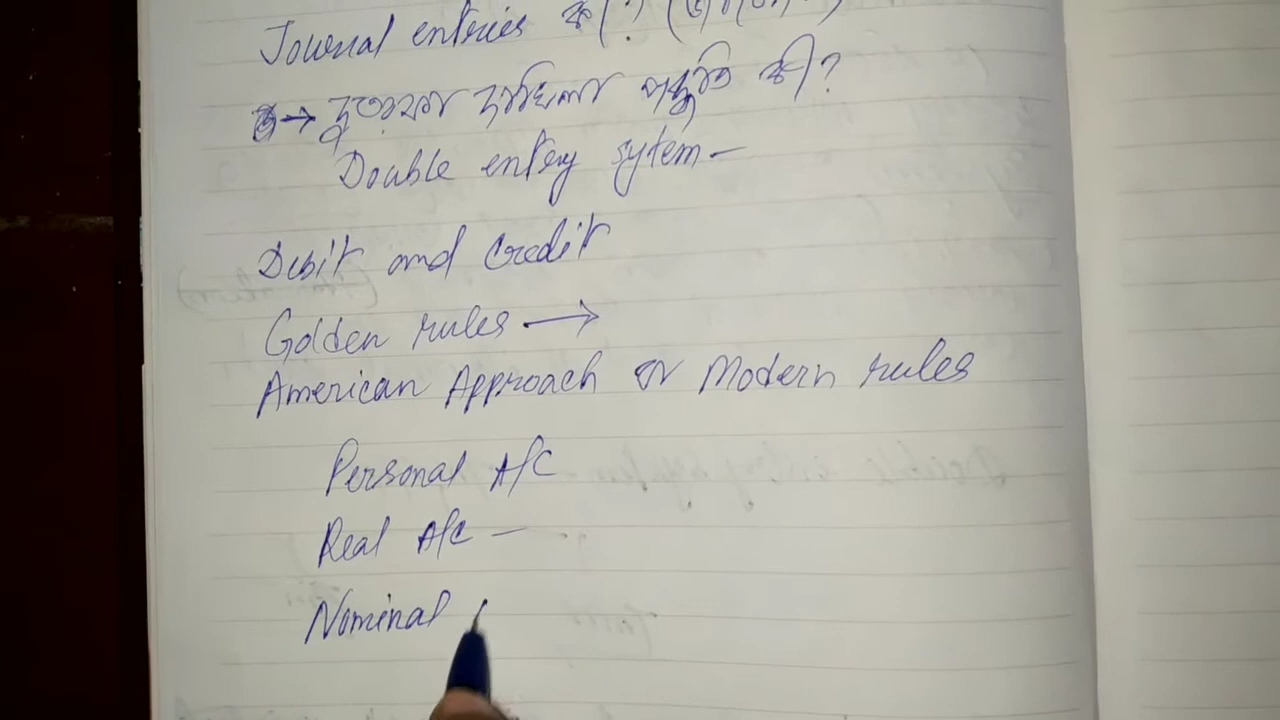 Journal entries কি?
→ দুতৰফা দাখিলা পদ্ধতি কী?
Double entry sytem —
Debit and Credit
Golden rules →
American Approach or Modern rules
Personal A/C
Real A/C —
Nominal